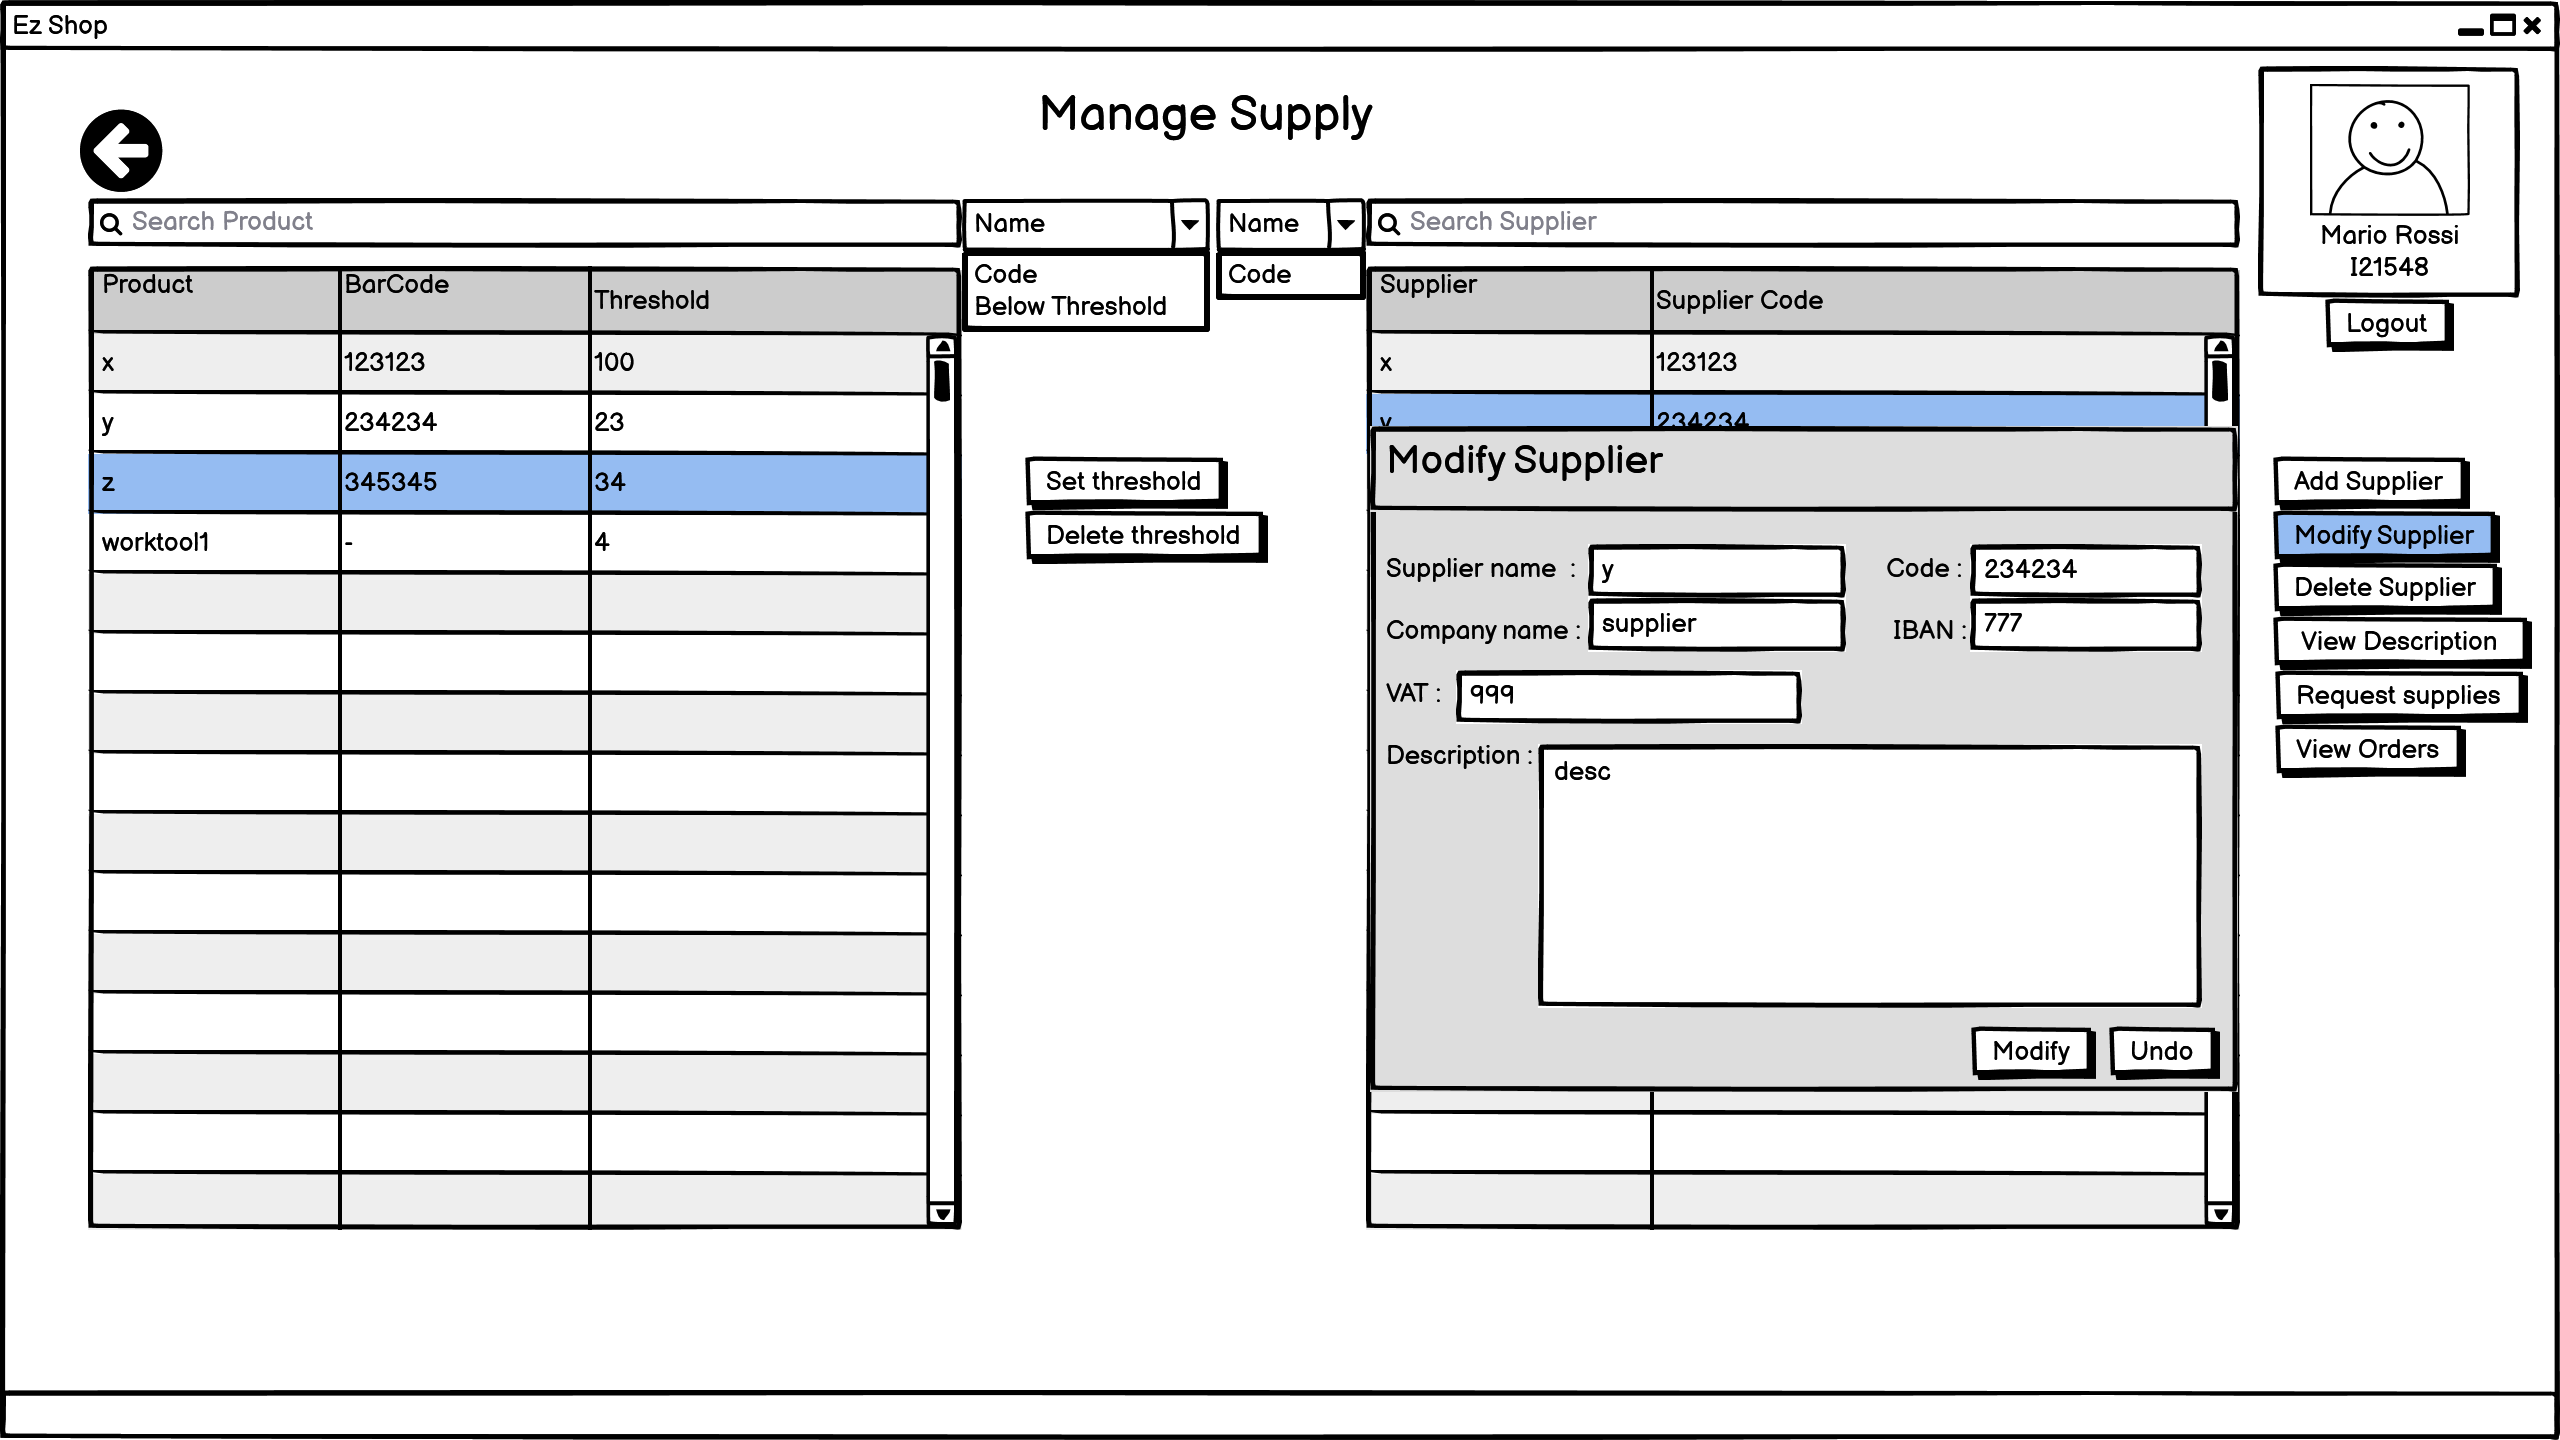 Ez Shop
Manage Supply
Mario Rossi
I21548
Logout
Search Product
Name
Code
Below Threshold
Name
Code
Search Supplier
Product BarCode Threshold
x 123123 100
y 234234 23
z 345345 34
worktool1 - 4
Set threshold
Delete threshold
Supplier Supplier Code
x 123123
y 234234
Modify Supplier
Supplier name : y Code : 234234
Company name : supplier IBAN : 777
VAT : 999
Description : desc
Modify Undo
Add Supplier
Modify Supplier
Delete Supplier
View Description
Request supplies
View Orders